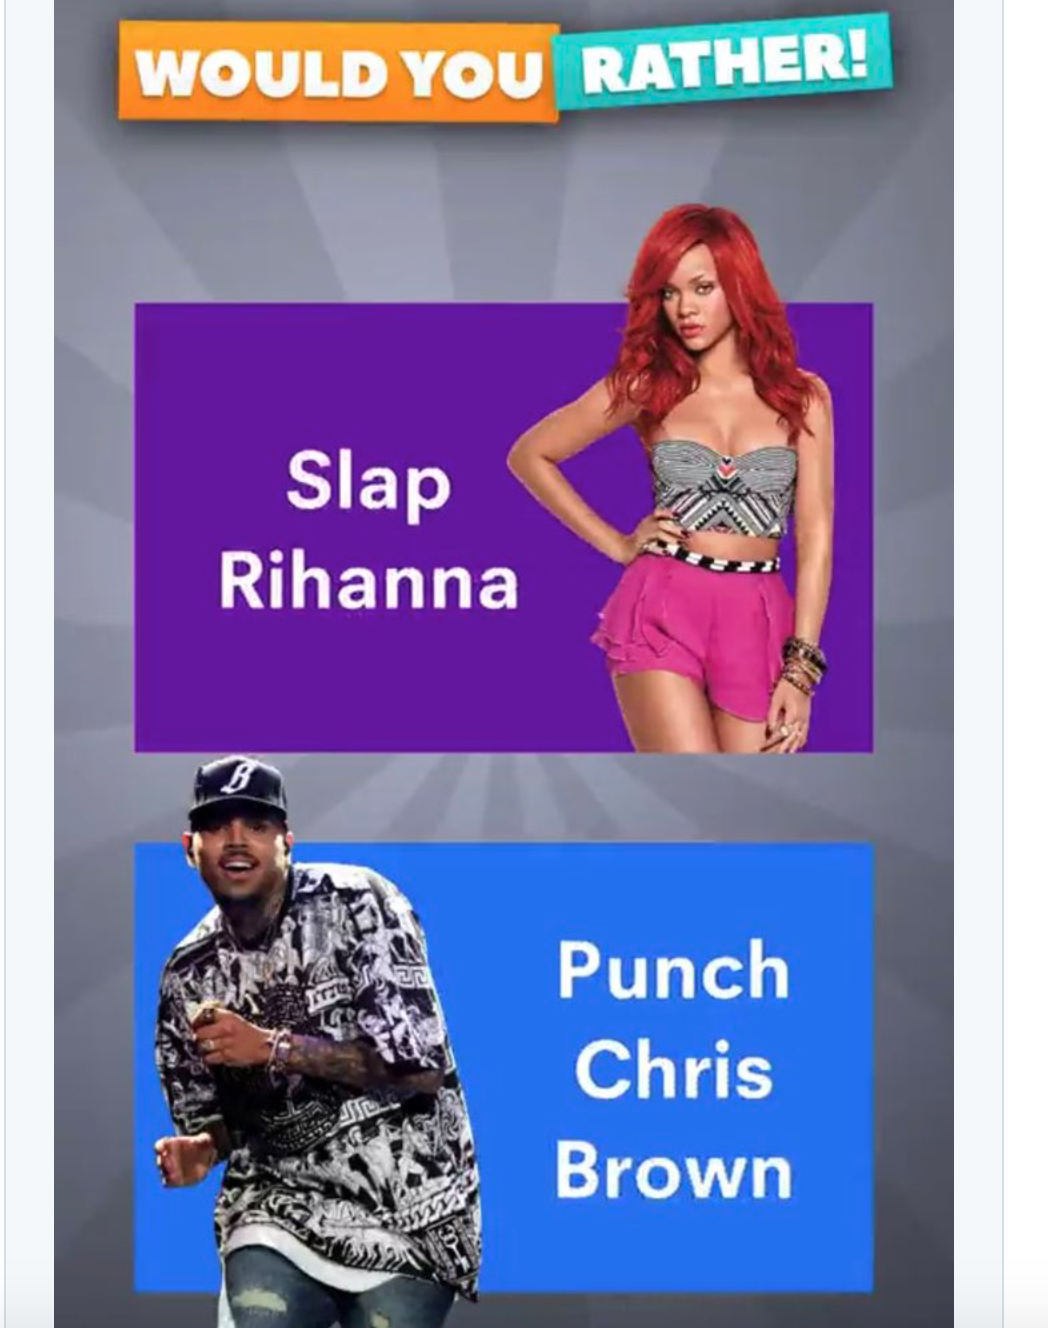 WOULD YOU RATHER!
Slap
Rihanna
B
Punch
Chris
Brown